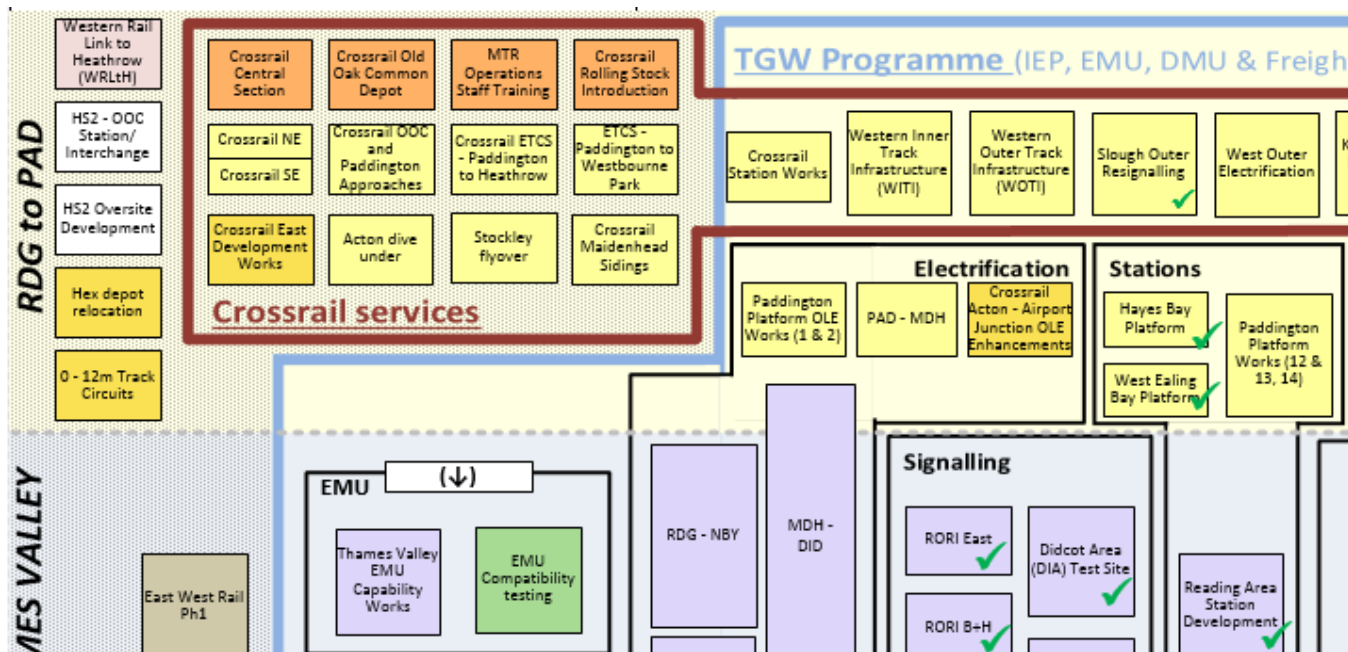 Western Rail
Link to
Heathrow
(WRLtH)
HS2 - OOC
Station/
Interchange
HS2 Oversite
Development
Hex depot
relocation
0 - 12m Track
Circuits
RDG to PAD
Crossrail
Central
Section
Crossrail Old
Oak Common
Depot
MTR
Operations
Staff Training
Crossrail
Rolling Stock
Introduction
Crossrail NE
Crossrail SE
Crossrail OOC
and
Paddington
Approaches
Crossrail ETCS
- Paddington
to Heathrow
ETCS -
Paddington to
Westbourne
Park
Crossrail East
Development
Works
Acton dive
under
Stockley
flyover
Crossrail
Maidenhead
Sidings
Crossrail services
TGW Programme (IEP, EMU, DMU & Freigh
Crossrail
Station Works
Western Inner
Track
Infrastructure
(WITI)
Western
Outer Track
Infrastructure
(WOTI)
Slough Outer
Resignalling
West Outer
Electrification
K
Electrification
Paddington
Platform OLE
Works (1 & 2)
PAD - MDH
Crossrail
Acton - Airport
Junction OLE
Enhancements
Stations
Hayes Bay
Platform
West Ealing
Bay Platform
Paddington
Platform
Works (12 &
13, 14)
MES VALLEY
East West Rail
Ph1
EMU
(↓)
Thames Valley
EMU
Capability
Works
EMU
Compatibility
testing
RDG - NBY
MDH -
DID
Signalling
RORI East
Didcot Area
(DIA) Test Site
RORI B+H
Reading Area
Station
Development